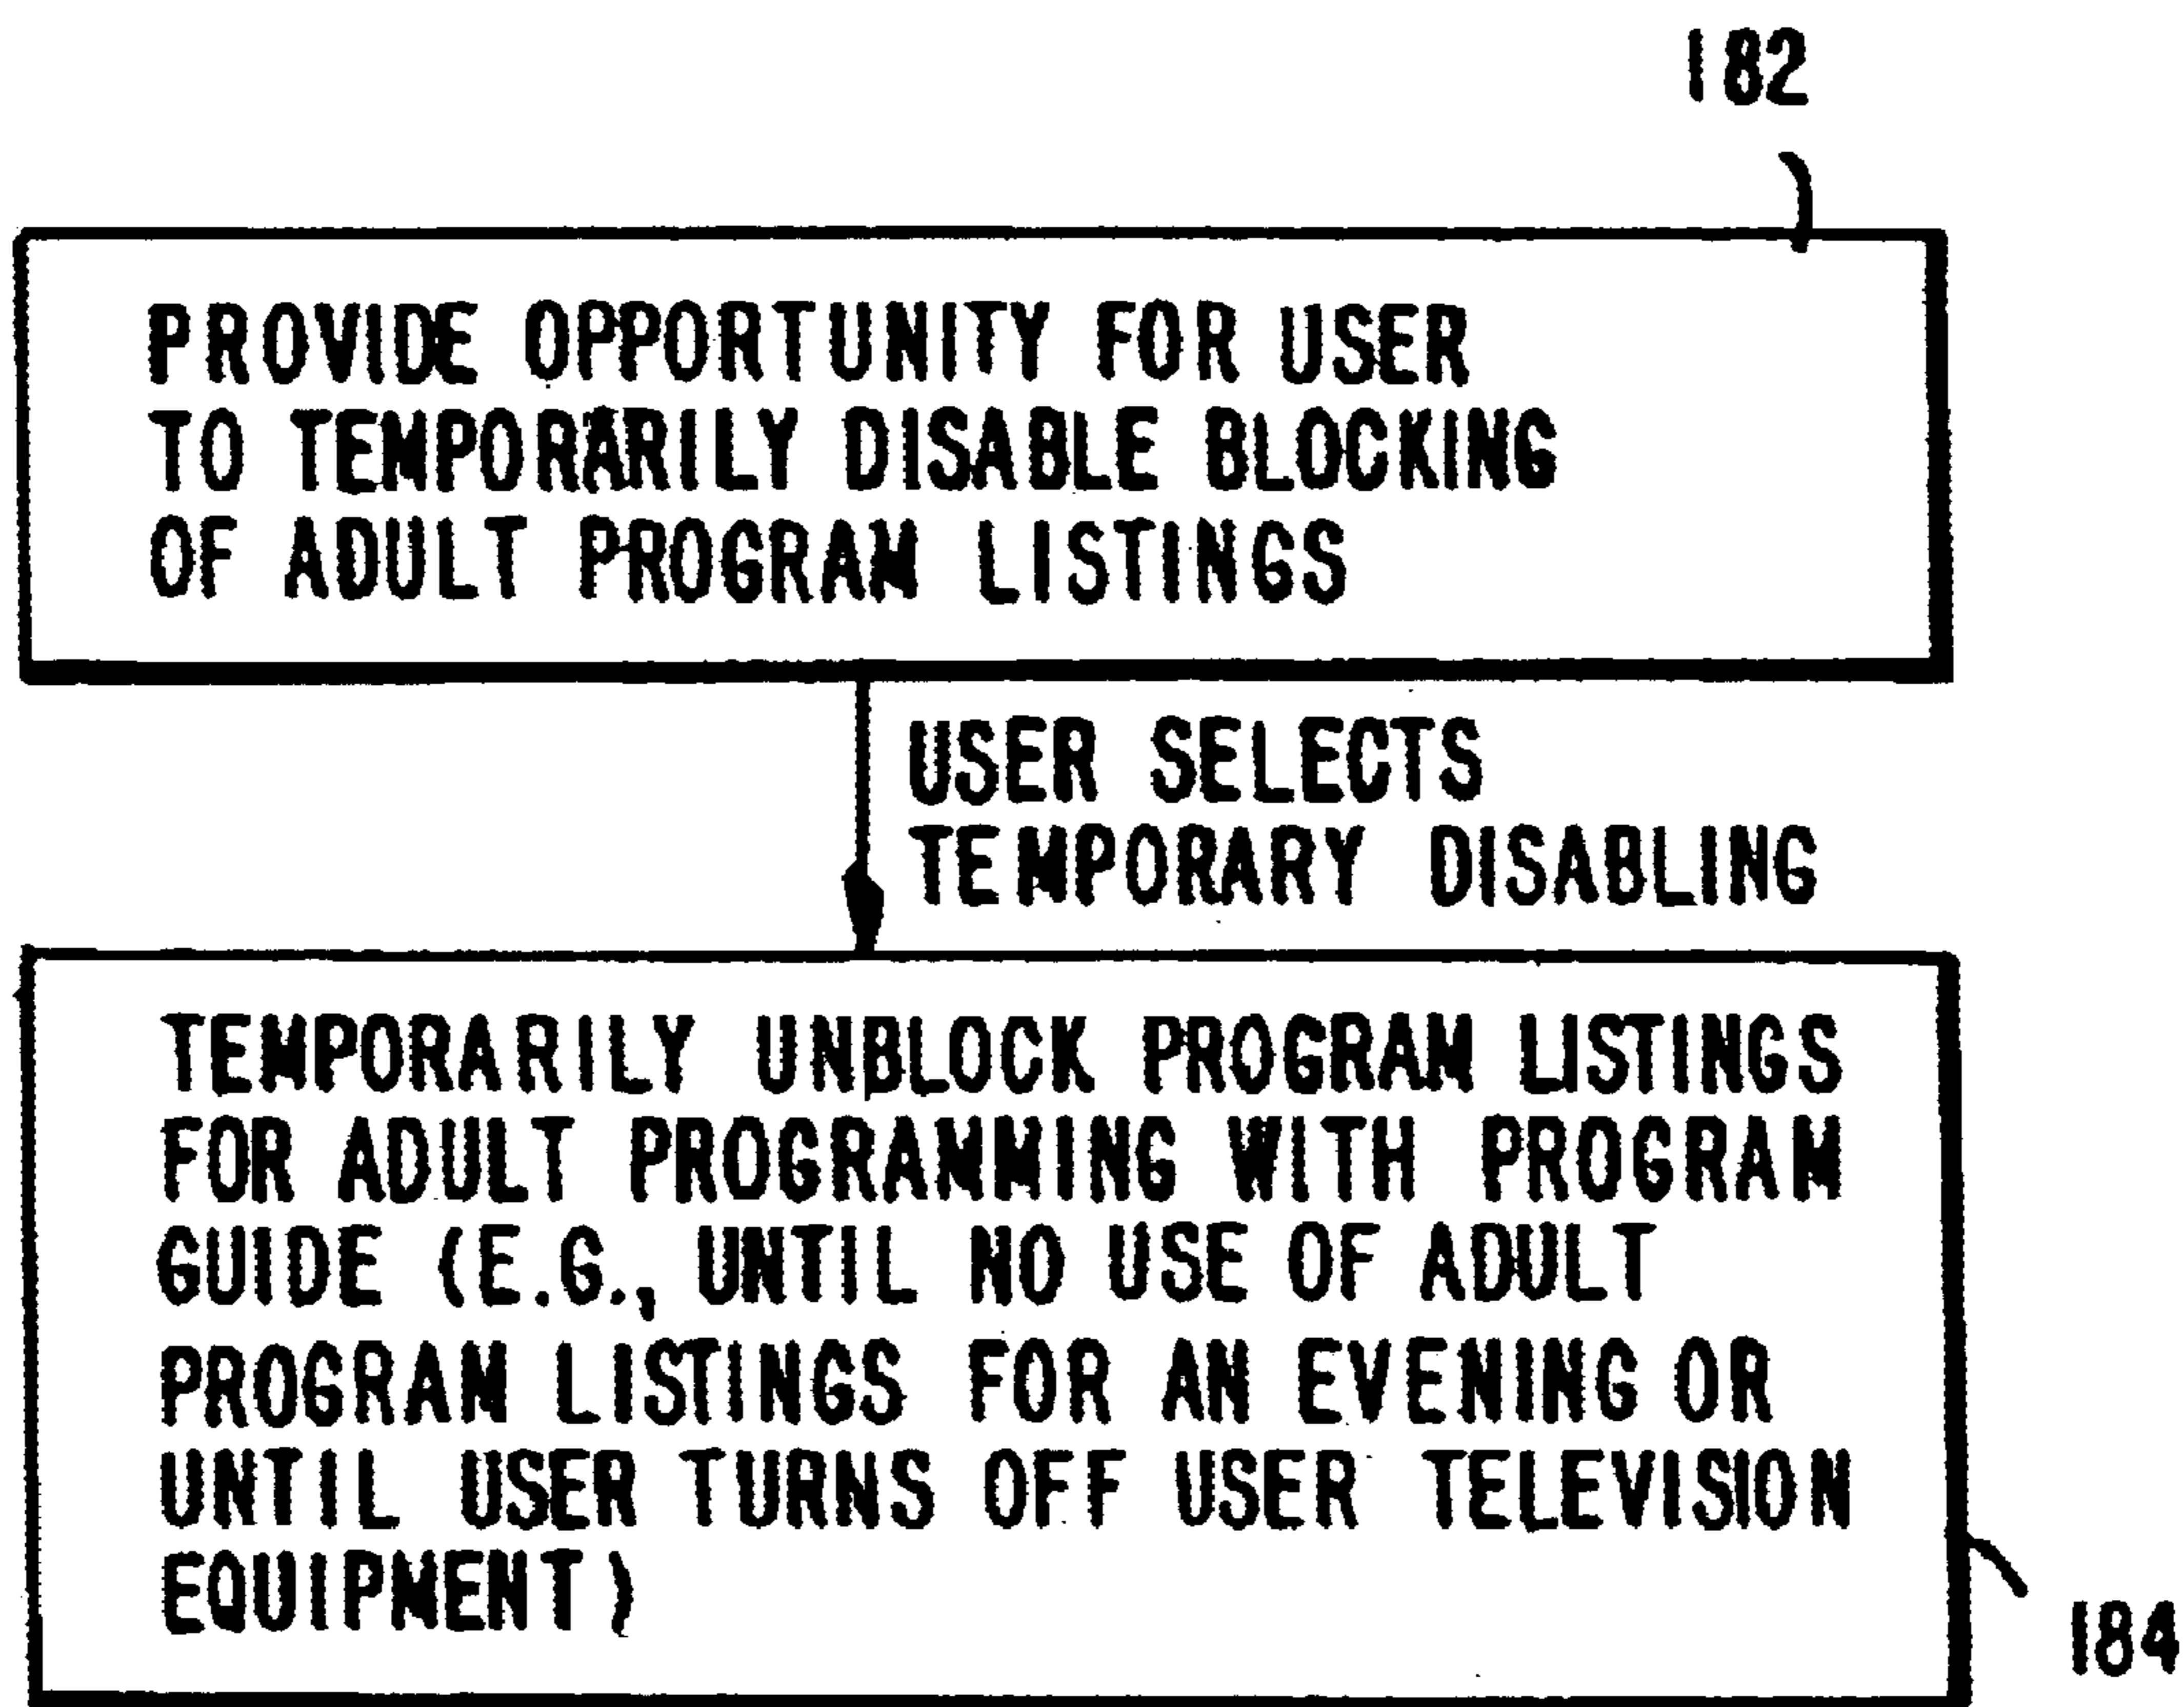 182
PROVIDE OPPORTUNITY FOR USER
TO TEMPORARILY DISABLE BLOCKING
OF ADULT PROGRAM LISTINGS
USER SELECTS
TEMPORARY DISABLING
TEMPORARILY UNBLOCK PROGRAM LISTINGS
FOR ADULT PROGRAMMING WITH PROGRAM
GUIDE (E.G., UNTIL NO USE OF ADULT
PROGRAM LISTINGS FOR AN EVENING OR
UNTIL USER TURNS OFF USER TELEVISION
EQUIPMENT)
184